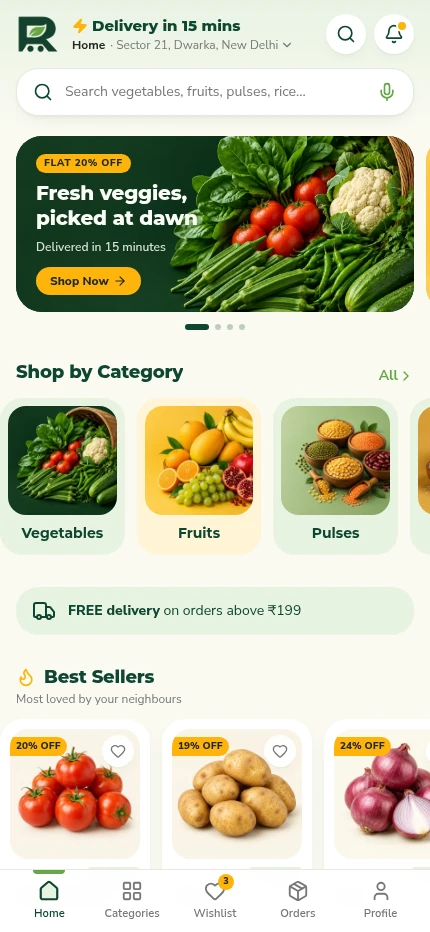 Delivery in 15 mins
Home · Sector 21, Dwarka, New Delhi
Search vegetables, fruits, pulses, rice...
FLAT 20% OFF
Fresh veggies,
picked at dawn
Delivered in 15 minutes
Shop Now
Shop by Category
All
Vegetables
Fruits
Pulses
FREE delivery on orders above ₹199
Best Sellers
Most loved by your neighbours
20% OFF
19% OFF
24% OFF
3
Home
Categories
Wishlist
Orders
Profile